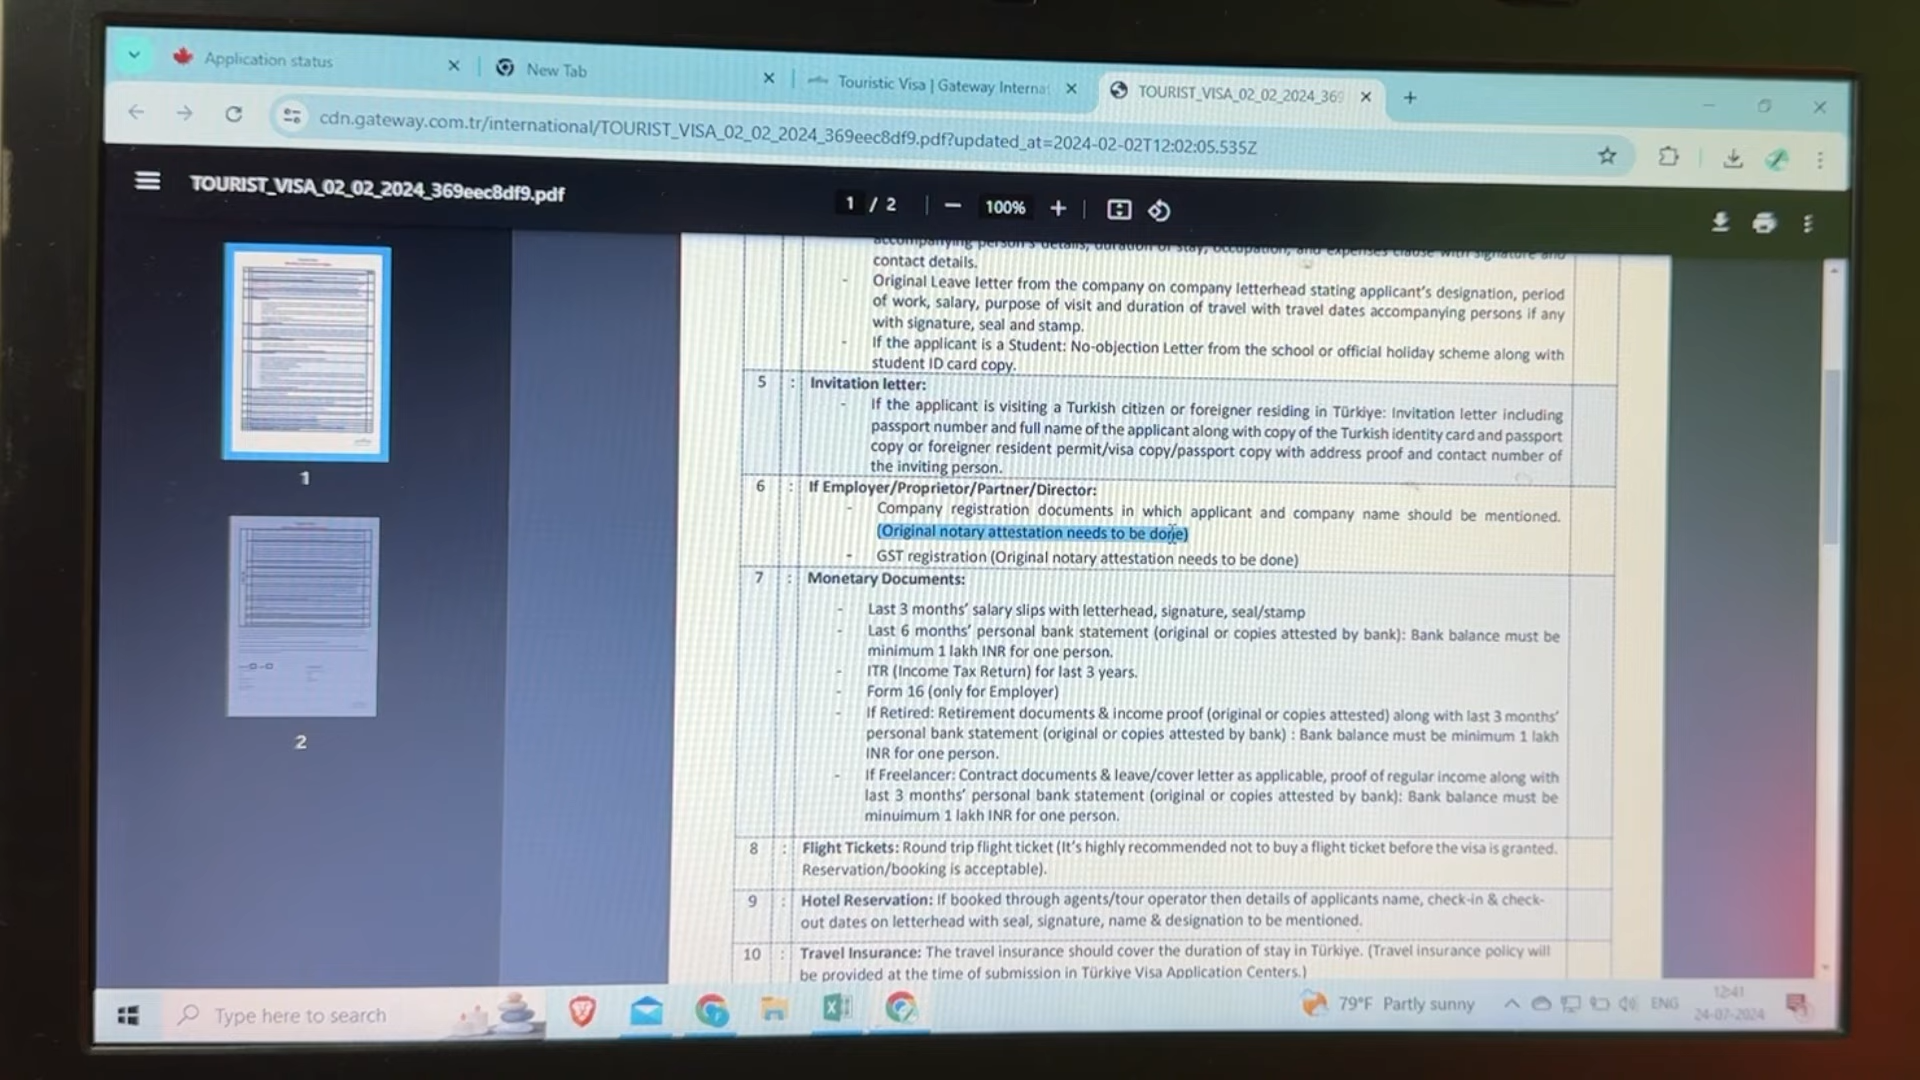 Application status
New Tab
Touristic Visa | Gateway Interna
TOURIST_VISA_02_02_2024_369
cdn.gateway.com.tr/international/TOURIST_VISA_02_02_2024_369eec8df9.pdf?updated_at=2024-02-02T12:02:05.535Z
TOURIST_VISA_02_02_2024_369eec8df9.pdf
1 / 2
100%
1
2
accompanying person's details, duration of stay, occupation, and expenses clause with signature and
contact details.
- Original Leave letter from the company on company letterhead stating applicant's designation, period
of work, salary, purpose of visit and duration of travel with travel dates accompanying persons if any
with signature, seal and stamp.
- If the applicant is a Student: No-objection Letter from the school or official holiday scheme along with
student ID card copy.
5 : Invitation letter:
- If the applicant is visiting a Turkish citizen or foreigner residing in Türkiye: Invitation letter including
passport number and full name of the applicant along with copy of the Turkish identity card and passport
copy or foreigner resident permit/visa copy/passport copy with address proof and contact number of
the inviting person.
6 : If Employer/Proprietor/Partner/Director:
- Company registration documents in which applicant and company name should be mentioned.
(Original notary attestation needs to be done)
- GST registration (Original notary attestation needs to be done)
7 : Monetary Documents:
- Last 3 months' salary slips with letterhead, signature, seal/stamp
- Last 6 months' personal bank statement (original or copies attested by bank): Bank balance must be
minimum 1 lakh INR for one person.
- ITR (Income Tax Return) for last 3 years.
- Form 16 (only for Employer)
- If Retired: Retirement documents & income proof (original or copies attested) along with last 3 months'
personal bank statement (original or copies attested by bank) : Bank balance must be minimum 1 lakh
INR for one person.
- If Freelancer: Contract documents & leave/cover letter as applicable, proof of regular income along with
last 3 months' personal bank statement (original or copies attested by bank): Bank balance must be
minuimum 1 lakh INR for one person.
8 : Flight Tickets: Round trip flight ticket (It's highly recommended not to buy a flight ticket before the visa is granted.
Reservation/booking is acceptable).
9 : Hotel Reservation: If booked through agents/tour operator then details of applicants name, check-in & check-
out dates on letterhead with seal, signature, name & designation to be mentioned.
10 : Travel Insurance: The travel insurance should cover the duration of stay in Türkiye. (Travel insurance policy will
be provided at the time of submission in Türkiye Visa Application Centers.)
Type here to search
79°F Partly sunny
ENG
12:41
24-07-2024